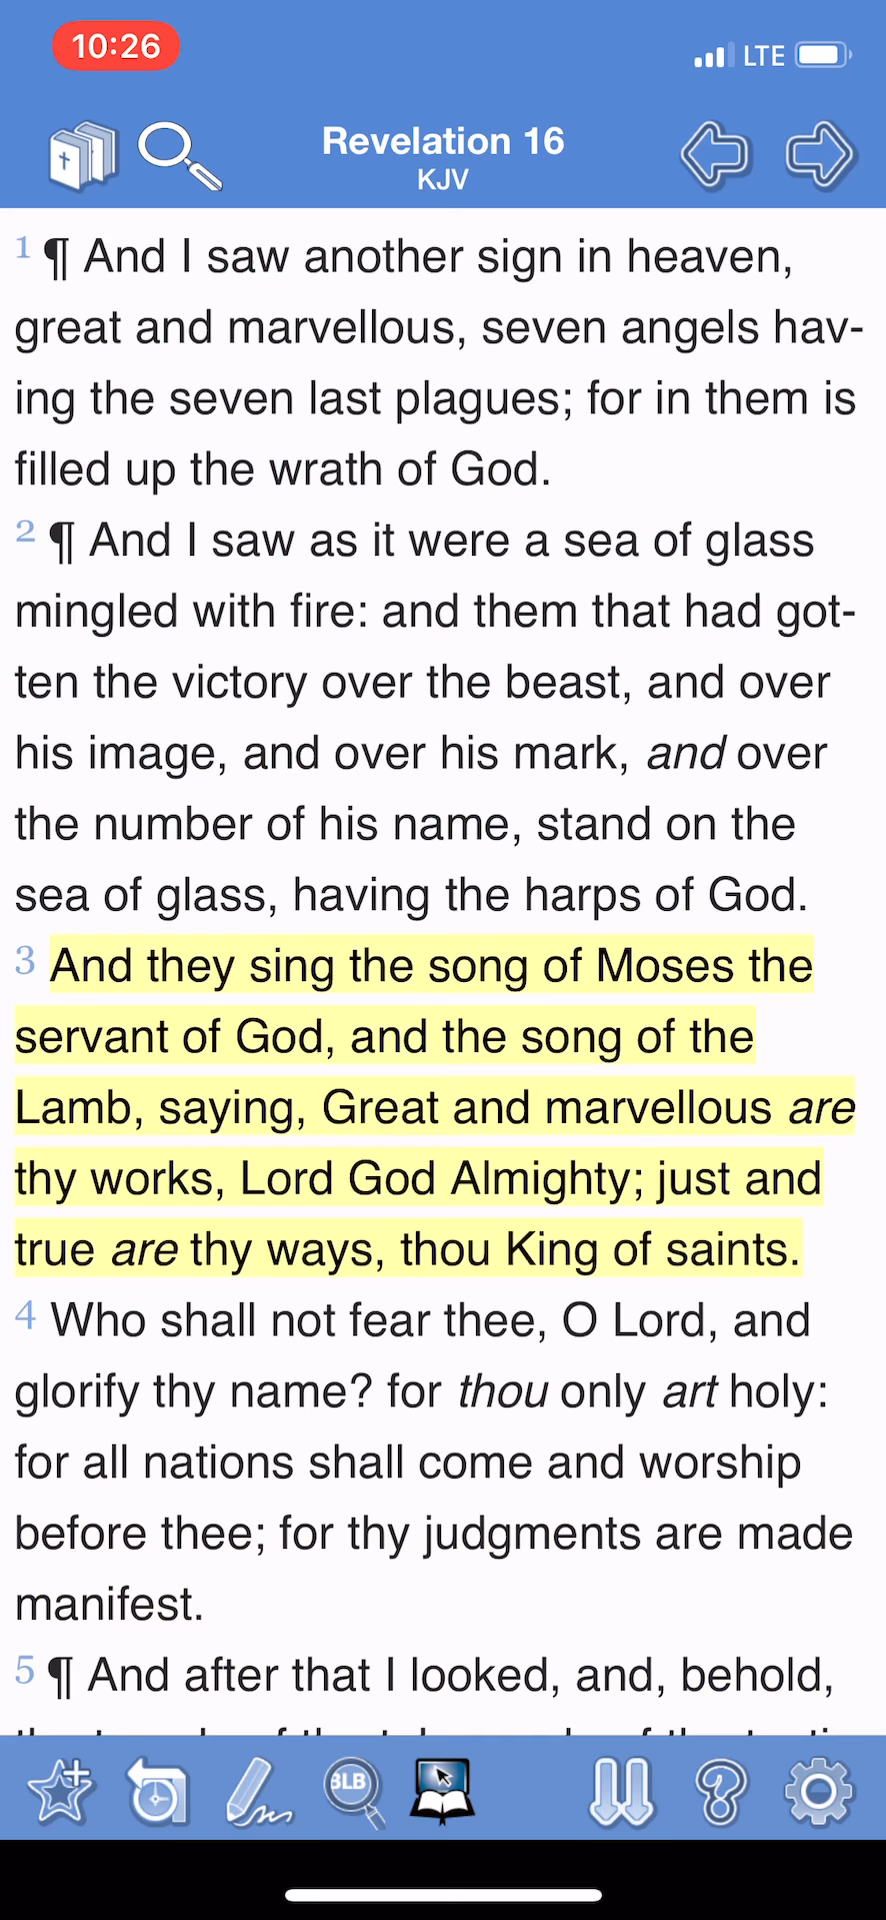 10:26
LTE
Revelation 16
KJV
1 ¶ And I saw another sign in heaven,
great and marvellous, seven angels hav-
ing the seven last plagues; for in them is
filled up the wrath of God.
2 ¶ And I saw as it were a sea of glass
mingled with fire: and them that had got-
ten the victory over the beast, and over
his image, and over his mark, and over
the number of his name, stand on the
sea of glass, having the harps of God.
3 And they sing the song of Moses the
servant of God, and the song of the
Lamb, saying, Great and marvellous are
thy works, Lord God Almighty; just and
true are thy ways, thou King of saints.
4 Who shall not fear thee, O Lord, and
glorify thy name? for thou only art holy:
for all nations shall come and worship
before thee; for thy judgments are made
manifest.
5 ¶ And after that I looked, and, behold,
BLB